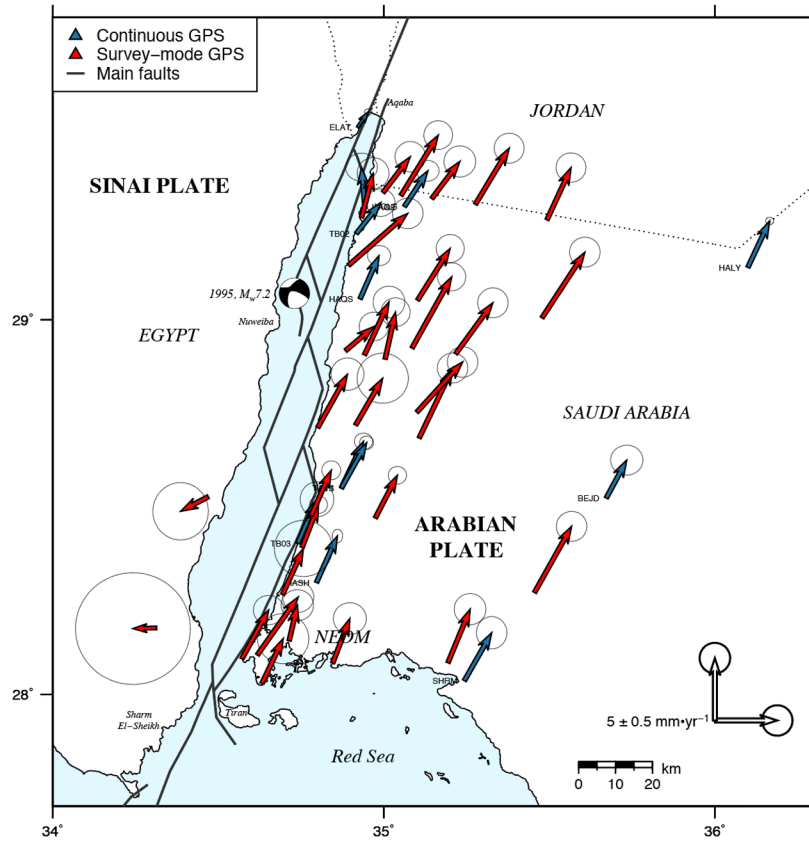 Continuous GPS
Survey−mode GPS
Main faults
Aqaba
JORDAN
ELAT
SINAI PLATE
TB02
HALY
1995, Mw7.2
HAQS
29˚
Nuweiba
EGYPT
SAUDI ARABIA
BEJD
ARABIAN
PLATE
TB03
NEOM
SHRM
28˚
Sharm
El−Sheikh
Tiran
5 ± 0.5 mm•yr−1
Red Sea
0 10 20 km
34˚ 35˚ 36˚